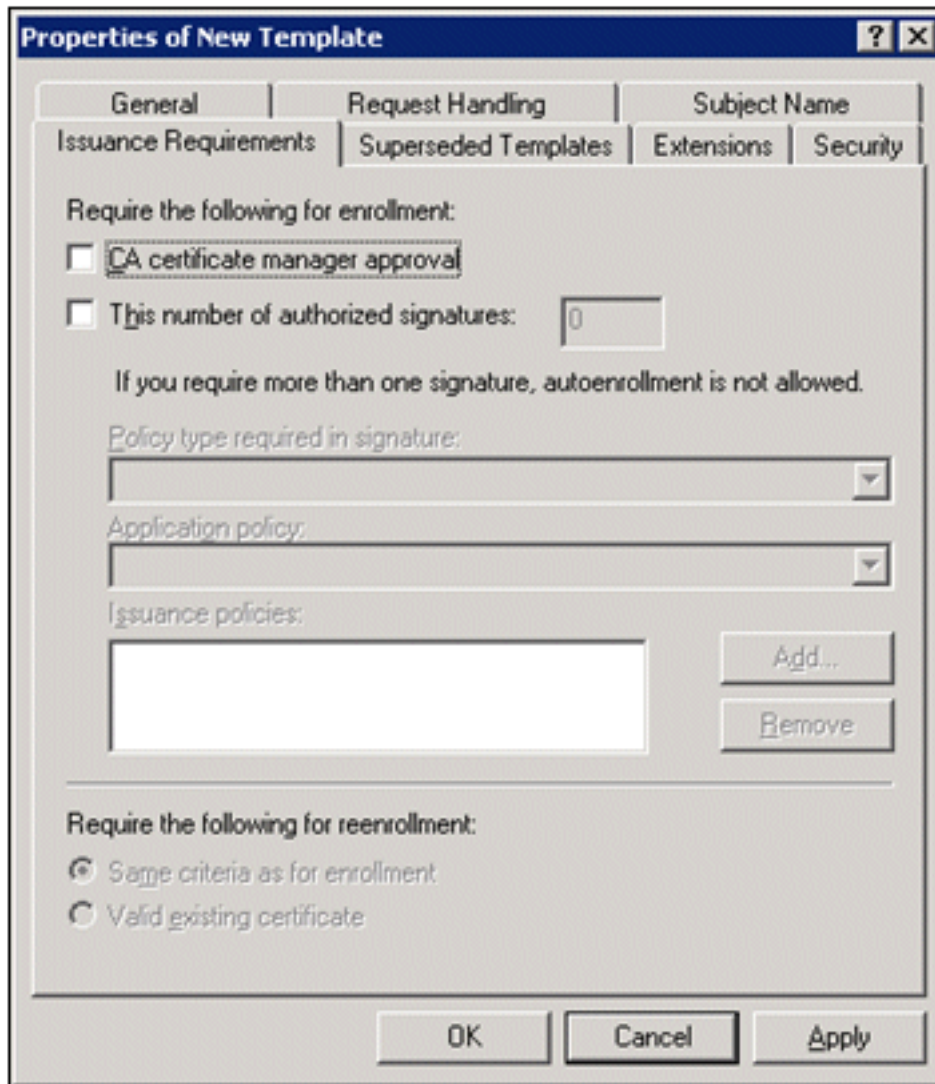 Properties of New Template
General Request Handling Subject Name
Issuance Requirements Superseded Templates Extensions Security
Require the following for enrollment:
CA certificate manager approval
This number of authorized signatures: 0
If you require more than one signature, autoenrollment is not allowed.
Policy type required in signature:
Application policy:
Issuance policies:
Add...
Remove
Require the following for reenrollment:
Same criteria as for enrollment
Valid existing certificate
OK Cancel Apply